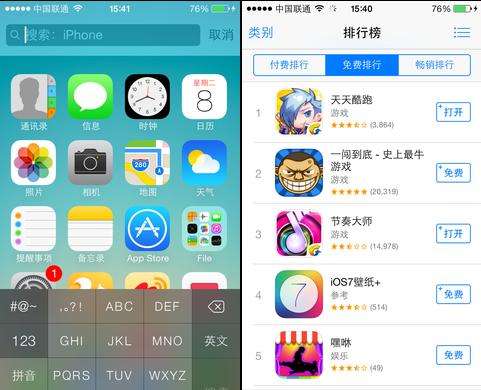 中国联通
15:41
76%
搜索：iPhone
取消
通讯录
信息
时钟
星期二
8
日历
照片
相机
280
地图
天气
提醒事项
备忘录
App Store
File
1
#@~
,。?!
ABC
DEF
123
GHI
JKL
MNO
英文
拼音
PQRS
TUV
WXYZ
中国联通
15:40
76%
类别
排行榜
付费排行
免费排行
畅销排行
1
天天酷跑
游戏
(3,864)
打开
2
一闯到底 - 史上最牛
游戏
游戏
(20,319)
免费
3
节奏大师
游戏
(14,978)
打开
4
7
iOS7壁纸+
参考
(514)
免费
5
嘿咻
娱乐
(49)
免费